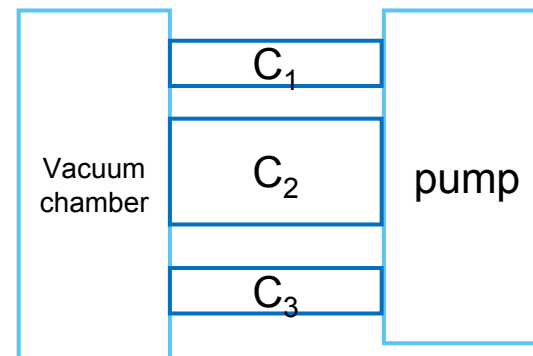 C₁
Vacuum
chamber
C₂
pump
C₃